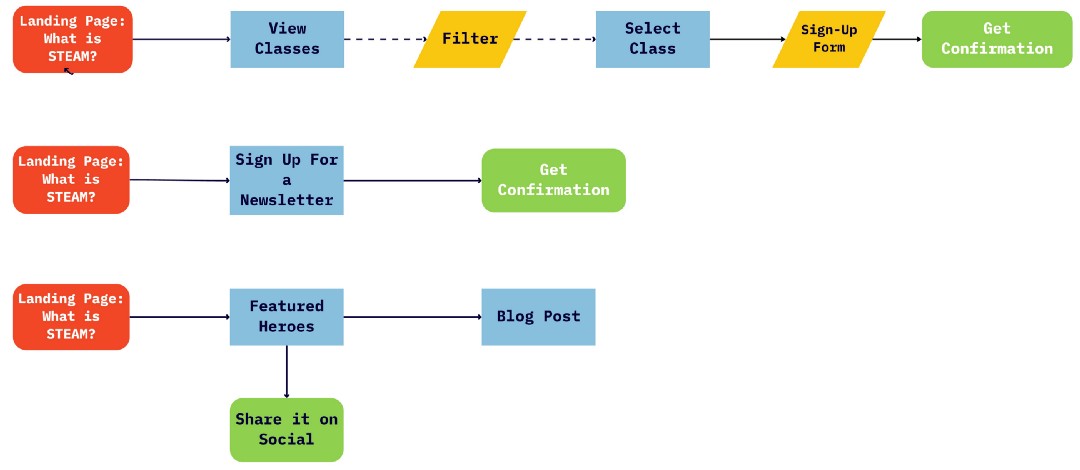 Landing Page:
What is
STEAM?
View
Classes
Filter
Select
Class
Sign-Up
Form
Get
Confirmation
Landing Page:
What is
STEAM?
Sign Up For
a
Newsletter
Get
Confirmation
Landing Page:
What is
STEAM?
Featured
Heroes
Blog Post
Share it on
Social